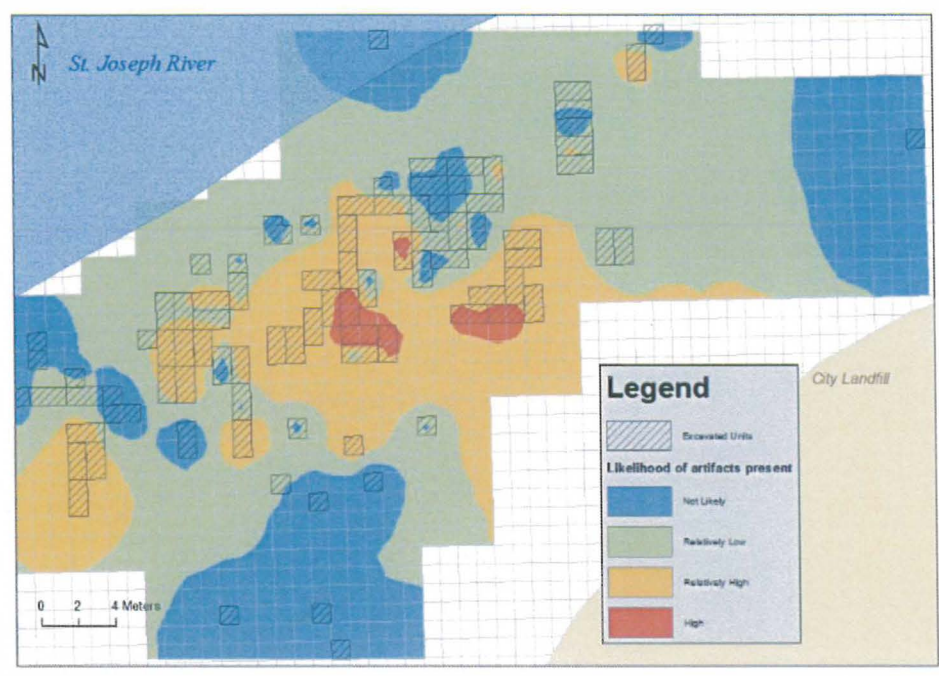 N
St. Joseph River
City Landfill
Legend
Excavated Units
Likelihood of artifacts present
Not Likely
Relatively Low
Relatively High
High
0 2 4 Meters